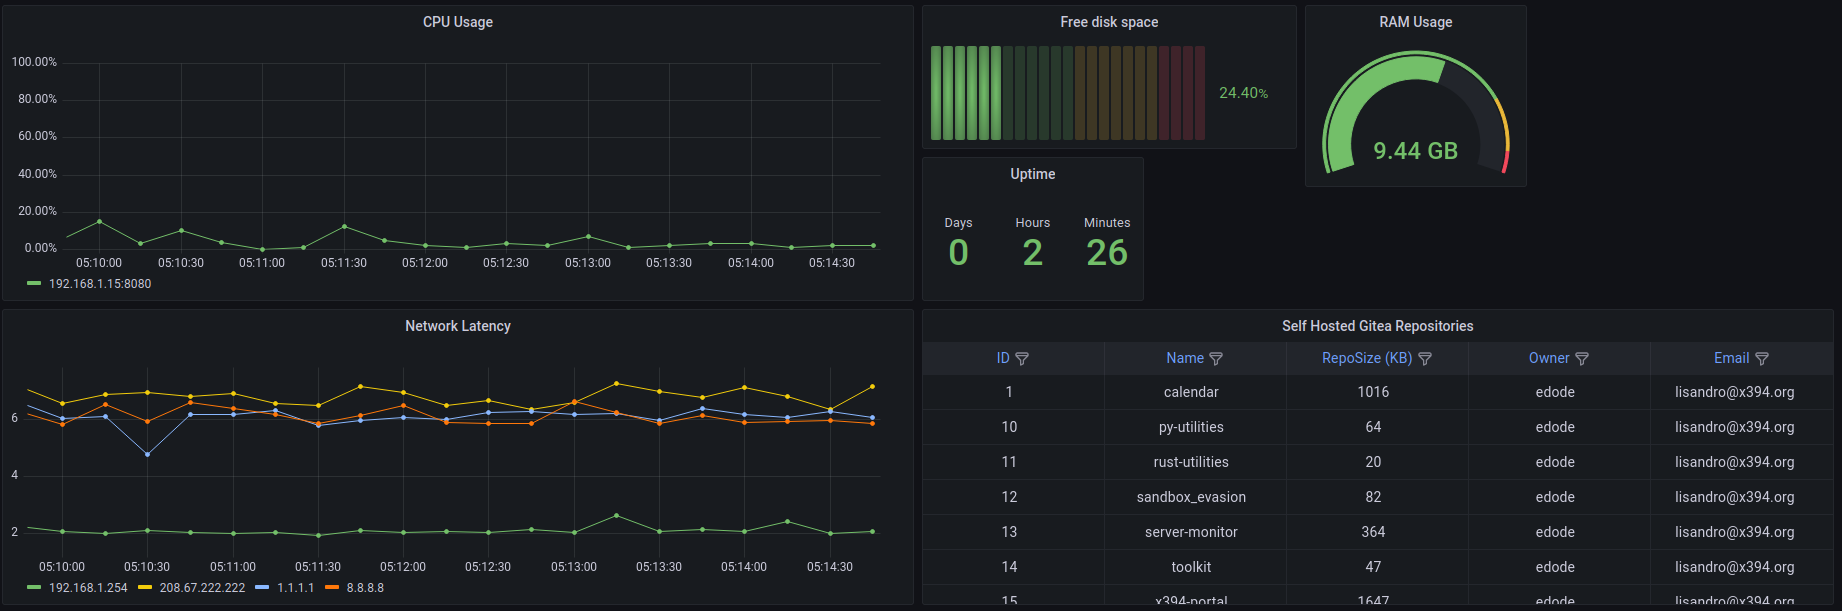 CPU Usage
100.00%
80.00%
60.00%
40.00%
20.00%
0.00%
05:10:00 05:10:30 05:11:00 05:11:30 05:12:00 05:12:30 05:13:00 05:13:30 05:14:00 05:14:30
192.168.1.15:8080
Free disk space
24.40%
RAM Usage
9.44 GB
Uptime
Days Hours Minutes
0 2 26
Network Latency
6
4
2
05:10:00 05:10:30 05:11:00 05:11:30 05:12:00 05:12:30 05:13:00 05:13:30 05:14:00 05:14:30
192.168.1.254 208.67.222.222 1.1.1.1 8.8.8.8
Self Hosted Gitea Repositories
ID Name RepoSize (KB) Owner Email
1 calendar 1016 edode lisandro@x394.org
10 py-utilities 64 edode lisandro@x394.org
11 rust-utilities 20 edode lisandro@x394.org
12 sandbox_evasion 82 edode lisandro@x394.org
13 server-monitor 364 edode lisandro@x394.org
14 toolkit 47 edode lisandro@x394.org
15 x394-portal 1647 edode lisandro@x394.org